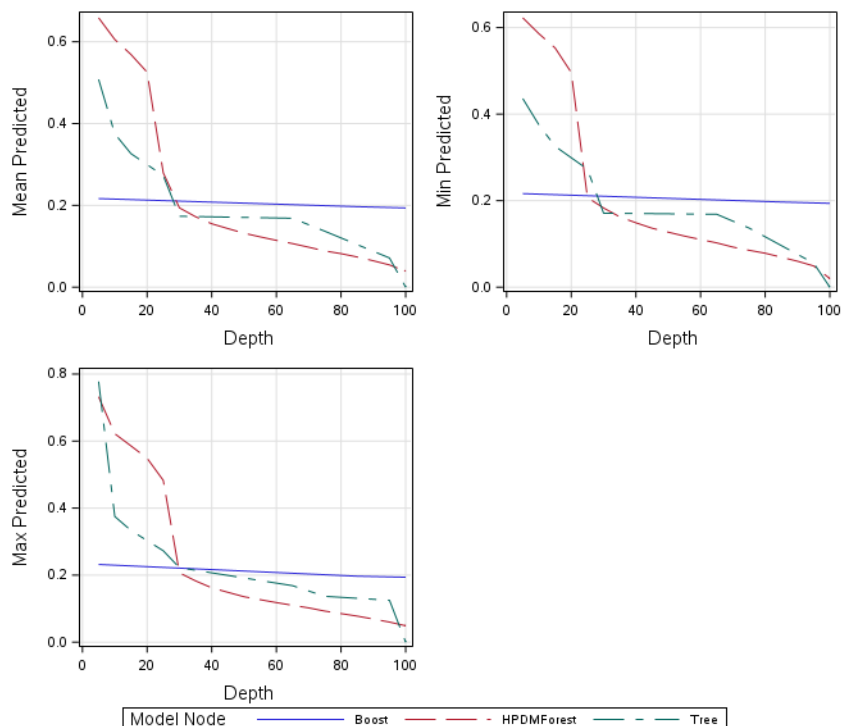 Mean Predicted
0.6
0.4
0.2
0.0
0 20 40 60 80 100
Depth
Min Predicted
0.6
0.4
0.2
0.0
0 20 40 60 80 100
Depth
Max Predicted
0.8
0.6
0.4
0.2
0.0
0 20 40 60 80 100
Depth
Model Node Boost HPDMForest Tree